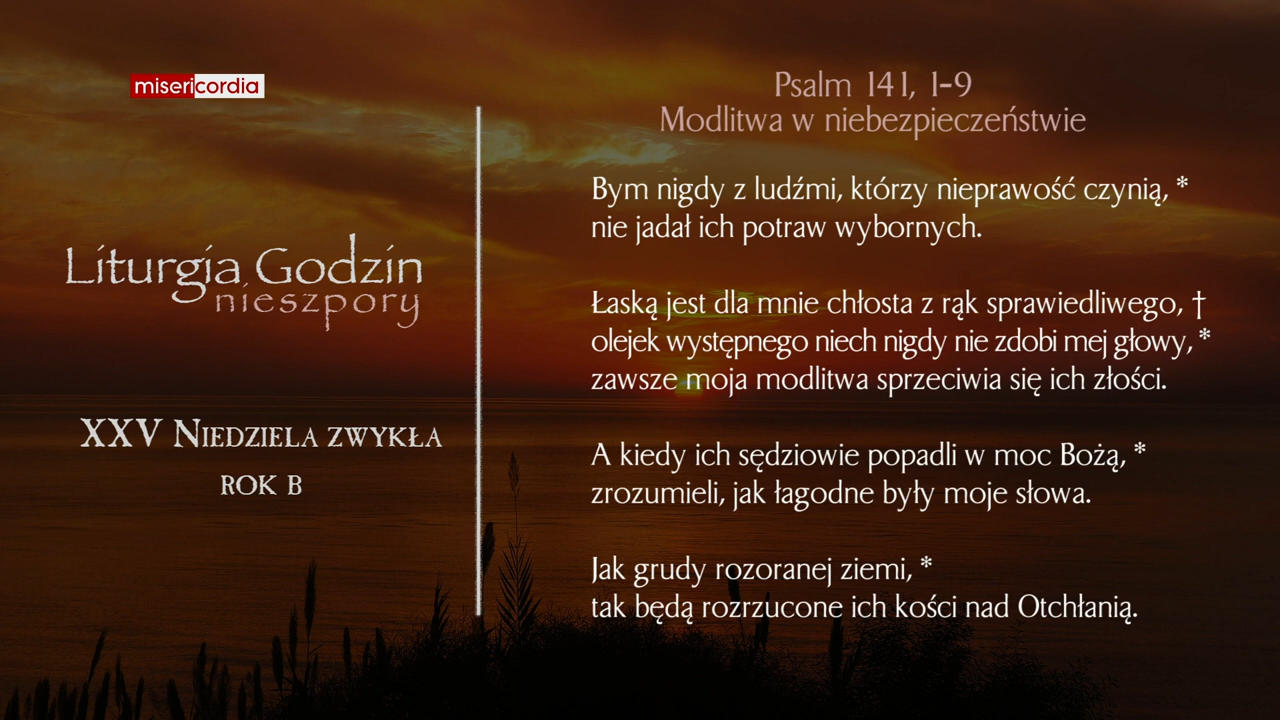 misericordia
Liturgia Godzin
nieszpory
XXV Niedziela zwykła
rok B
Psalm 141, 1-9
Modlitwa w niebezpieczeństwie
Bym nigdy z ludźmi, którzy nieprawość czynią, *
nie jadał ich potraw wybornych.
Łaską jest dla mnie chłosta z rąk sprawiedliwego, †
olejek występnego niech nigdy nie zdobi mej głowy, *
zawsze moja modlitwa sprzeciwia się ich złości.
A kiedy ich sędziowie popadli w moc Bożą, *
zrozumieli, jak łagodne były moje słowa.
Jak grudy rozoranej ziemi, *
tak będą rozrzucone ich kości nad Otchłanią.